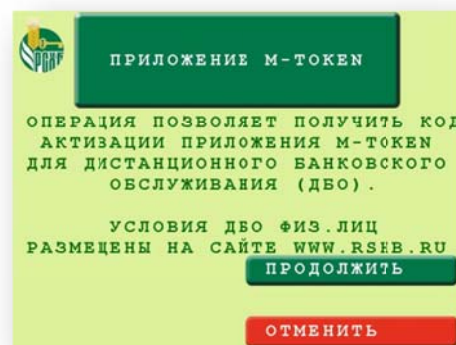 РСХБ
ПРИЛОЖЕНИЕ M-TOKEN
ОПЕРАЦИЯ ПОЗВОЛЯЕТ ПОЛУЧИТЬ КОД
АКТИВАЦИИ ПРИЛОЖЕНИЯ M-TOKEN
ДЛЯ ДИСТАНЦИОННОГО БАНКОВСКОГО
ОБСЛУЖИВАНИЯ (ДБО).
УСЛОВИЯ ДБО ФИЗ.ЛИЦ
РАЗМЕЩЕНЫ НА САЙТЕ WWW.RSHB.RU
ПРОДОЛЖИТЬ
ОТМЕНИТЬ